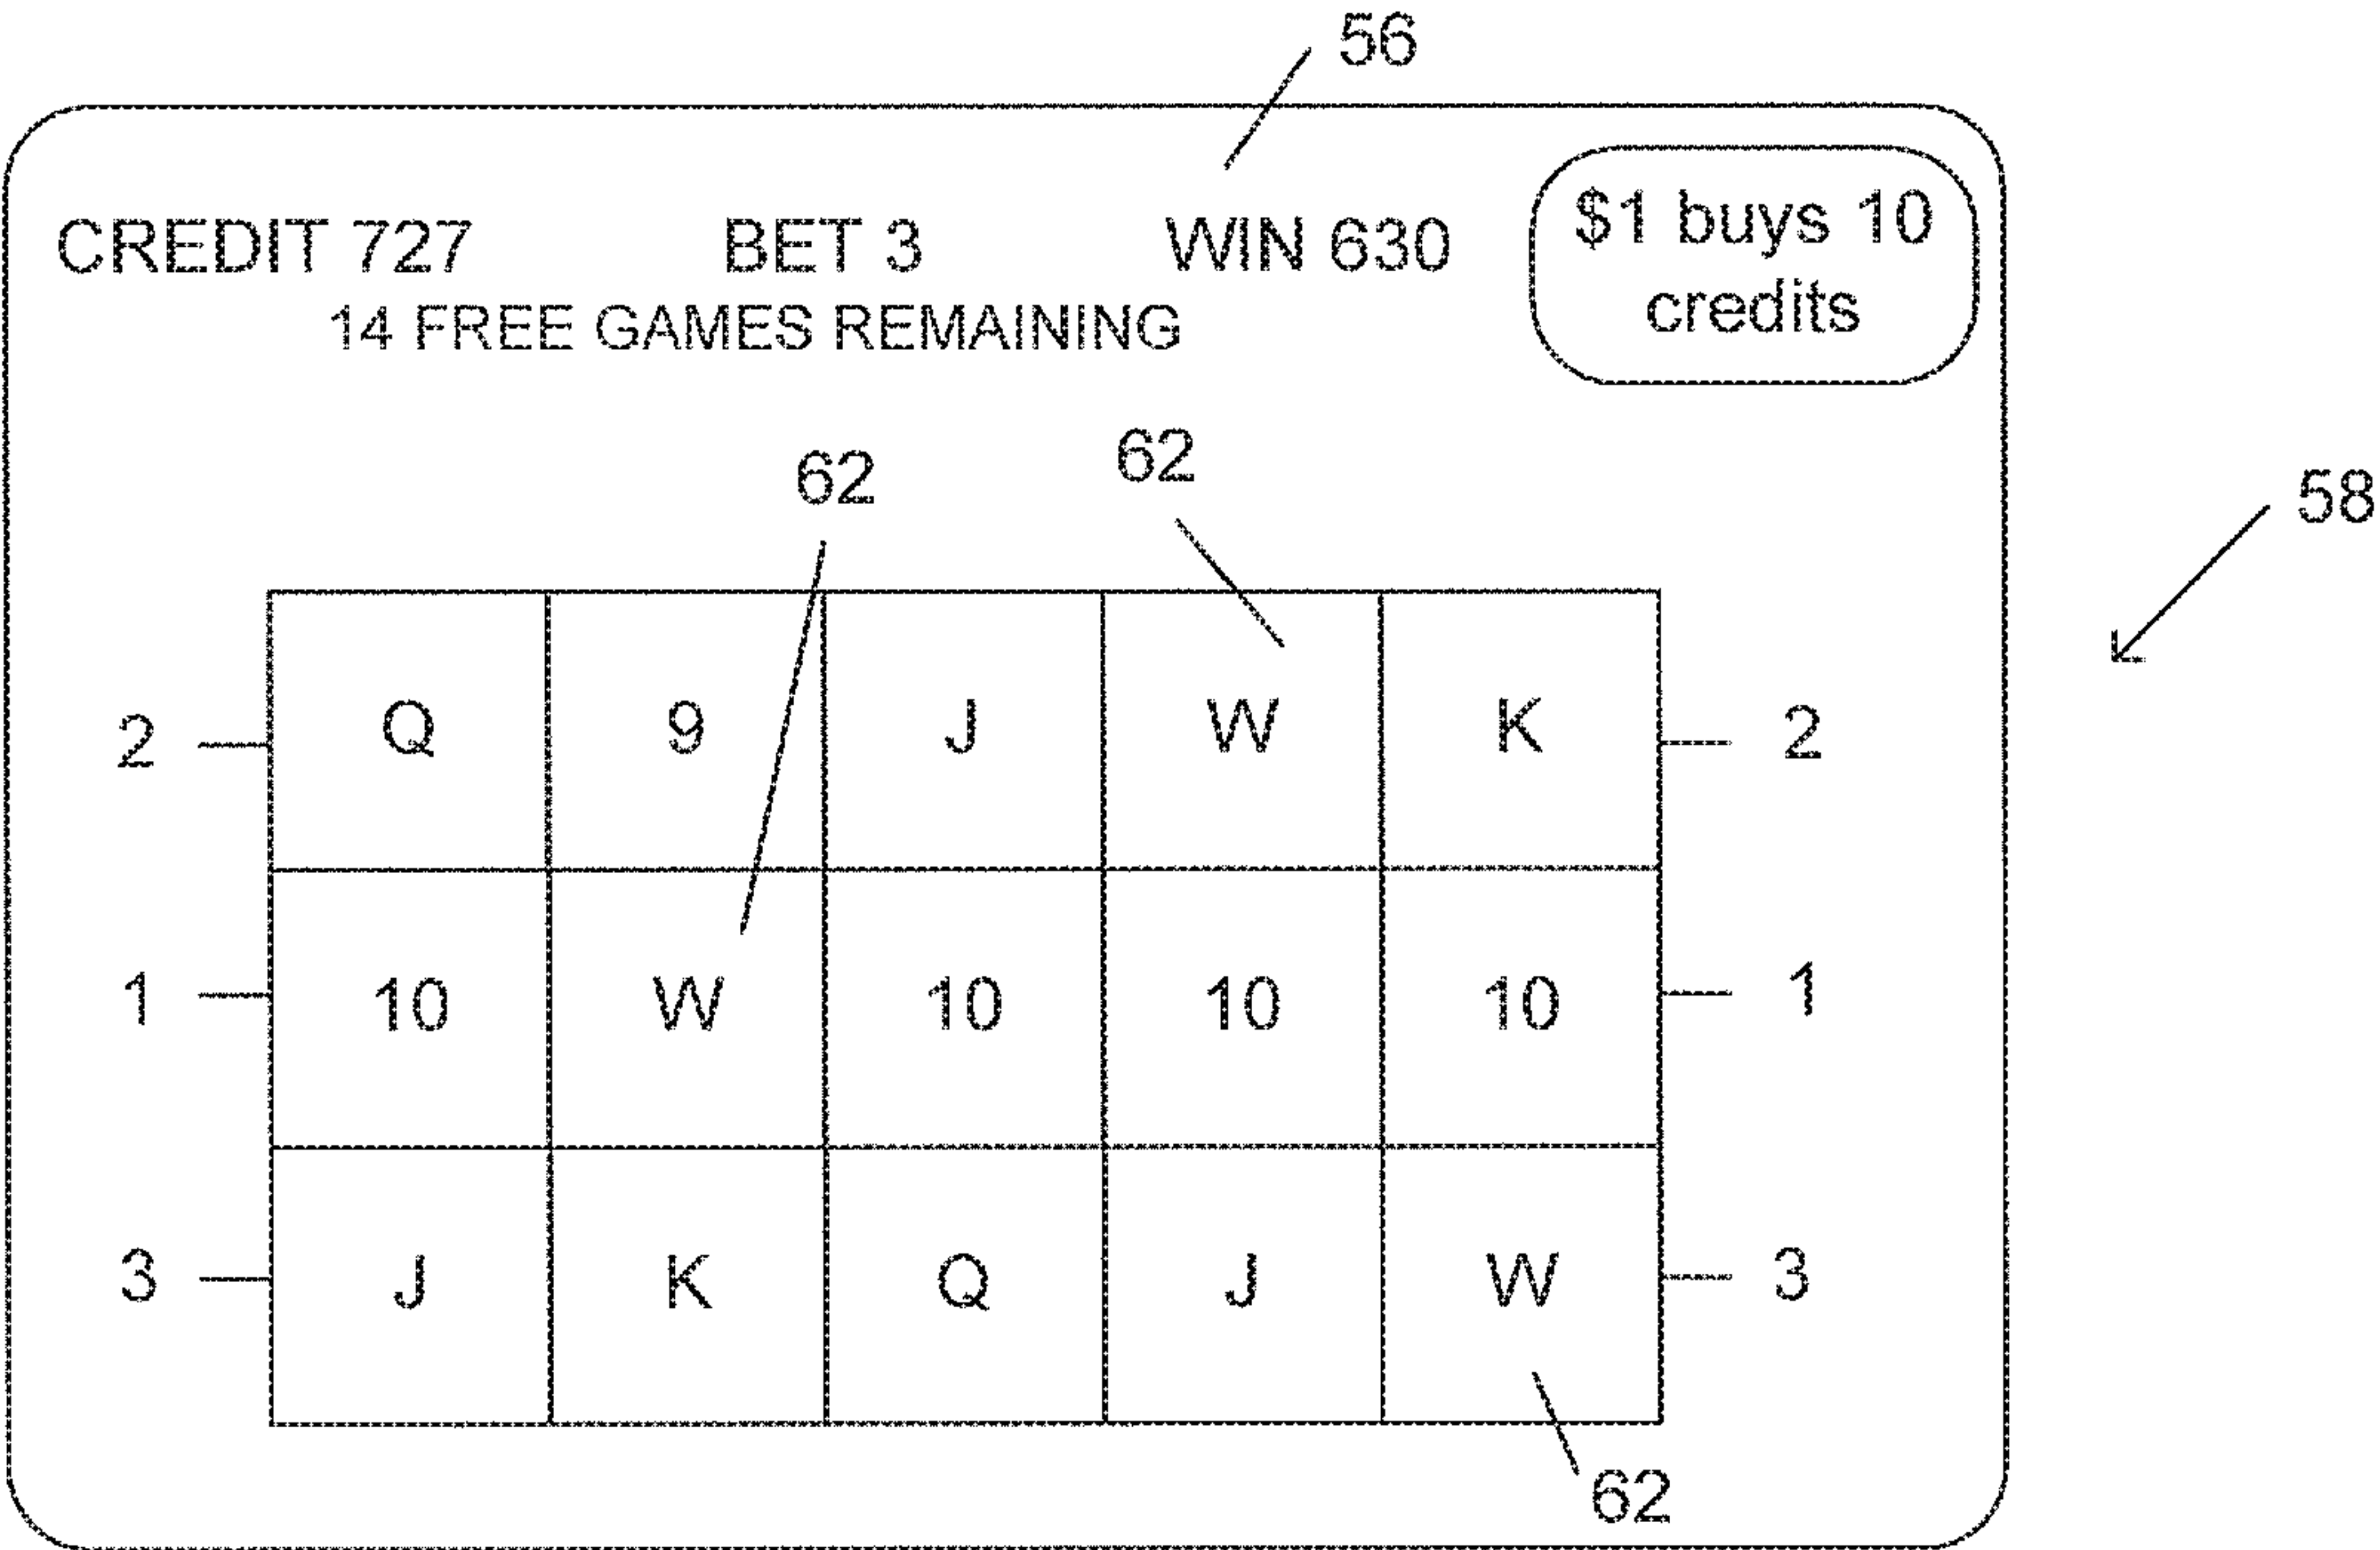 56
CREDIT 727 BET 3 WIN 630
14 FREE GAMES REMAINING
$1 buys 10
credits
62 62
58
2 Q 9 J W K 2
1 10 W 10 10 10 1
3 J K Q J W 3
62